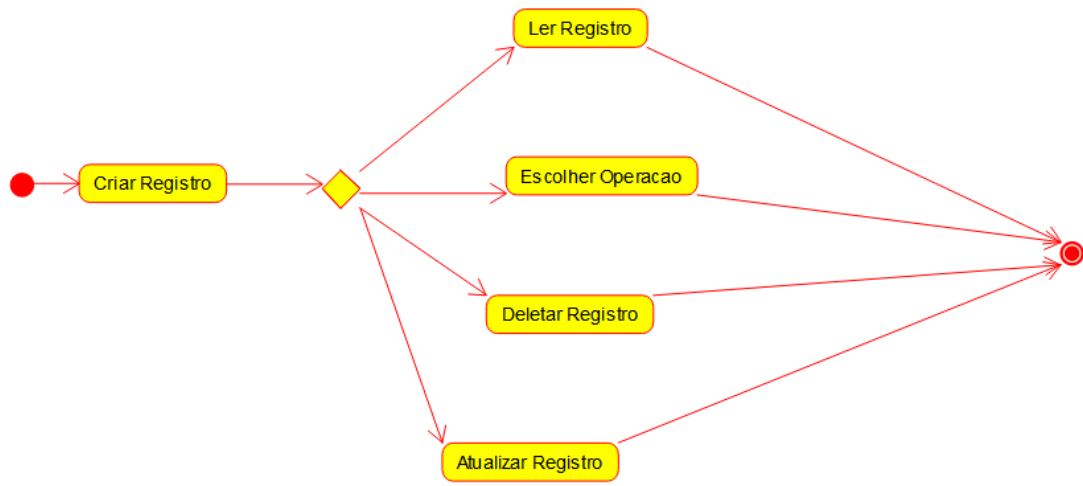 Ler Registro
Criar Registro
Escolher Operacao
Deletar Registro
Atualizar Registro